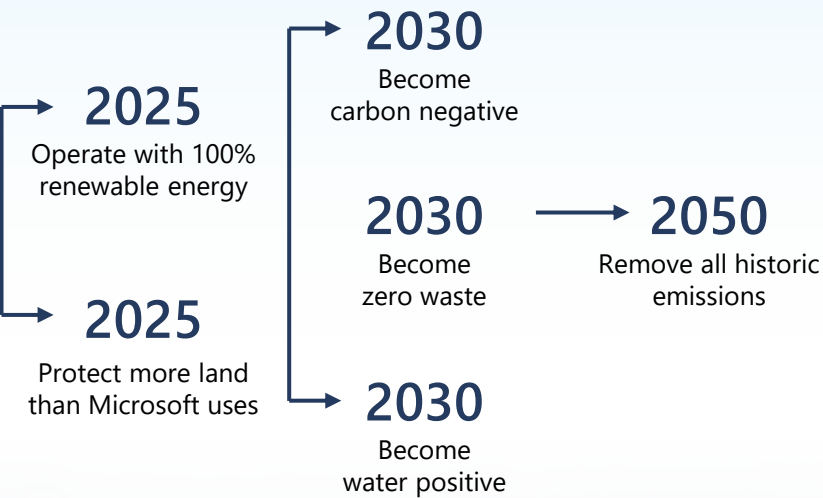 2025
Operate with 100%
renewable energy
2025
Protect more land
than Microsoft uses
2030
Become
carbon negative
2030
Become
zero waste
2030
Become
water positive
2050
Remove all historic
emissions